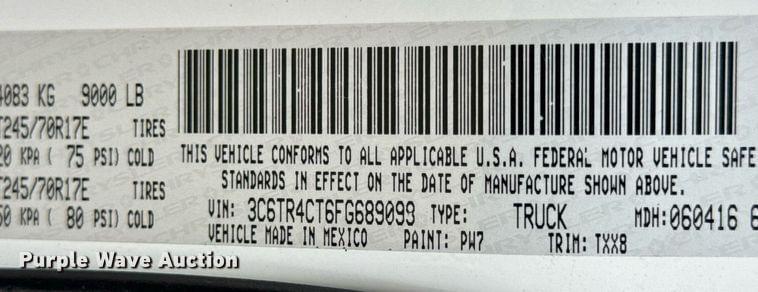 4083 KG 9000 LB
T245/70R17E TIRES
20 KPA ( 75 PSI) COLD
T245/70R17E TIRES
50 KPA ( 80 PSI) COLD
THIS VEHICLE CONFORMS TO ALL APPLICABLE U.S.A. FEDERAL MOTOR VEHICLE SAFE
STANDARDS IN EFFECT ON THE DATE OF MANUFACTURE SHOWN ABOVE.
VIN: 3C6TR4CT6FG689093 TYPE: TRUCK MDH:060416 6
VEHICLE MADE IN MEXICO PAINT: PW7 TRIM: TXX8
Purple Wave Auction